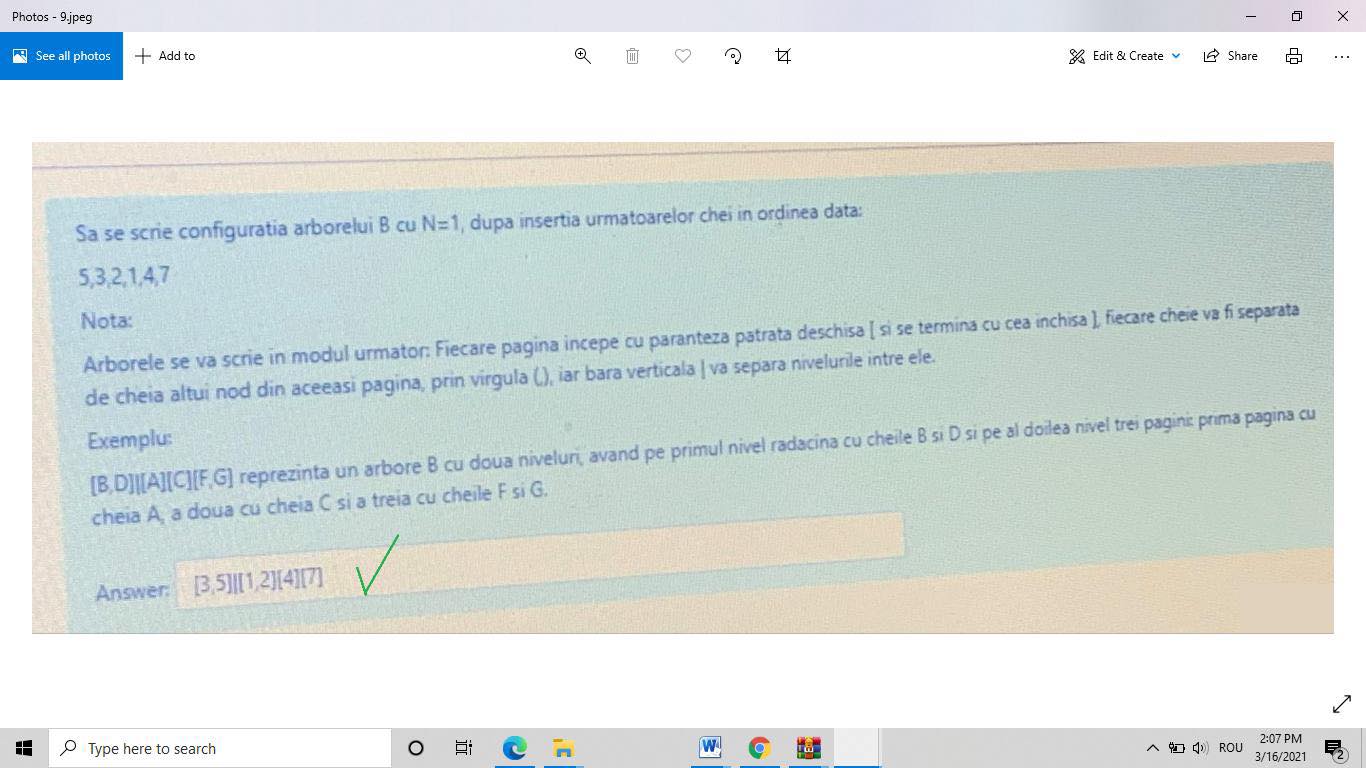 Photos - 9.jpeg
See all photos
Add to
Edit & Create
Share
Sa se scrie configuratia arborelui B cu N=1, dupa insertia urmatoarelor chei in ordinea data:
5,3,2,1,4,7
Nota:
Arborele se va scrie in modul urmator: Fiecare pagina incepe cu paranteza patrata deschisa [ si se termina cu cea inchisa ], fiecare cheie va fi separata
de cheia altui nod din aceeasi pagina, prin virgula (,), iar bara verticala | va separa nivelurile intre ele.
Exemplu:
[B,D]|[A][C][F,G] reprezinta un arbore B cu doua niveluri, avand pe primul nivel radacina cu cheile B si D si pe al doilea nivel trei pagini: prima pagina cu
cheia A, a doua cu cheia C si a treia cu cheile F si G.
Answer: [3,5]|[1,2][4][7]
Type here to search
W
ROU
2:07 PM
3/16/2021
2